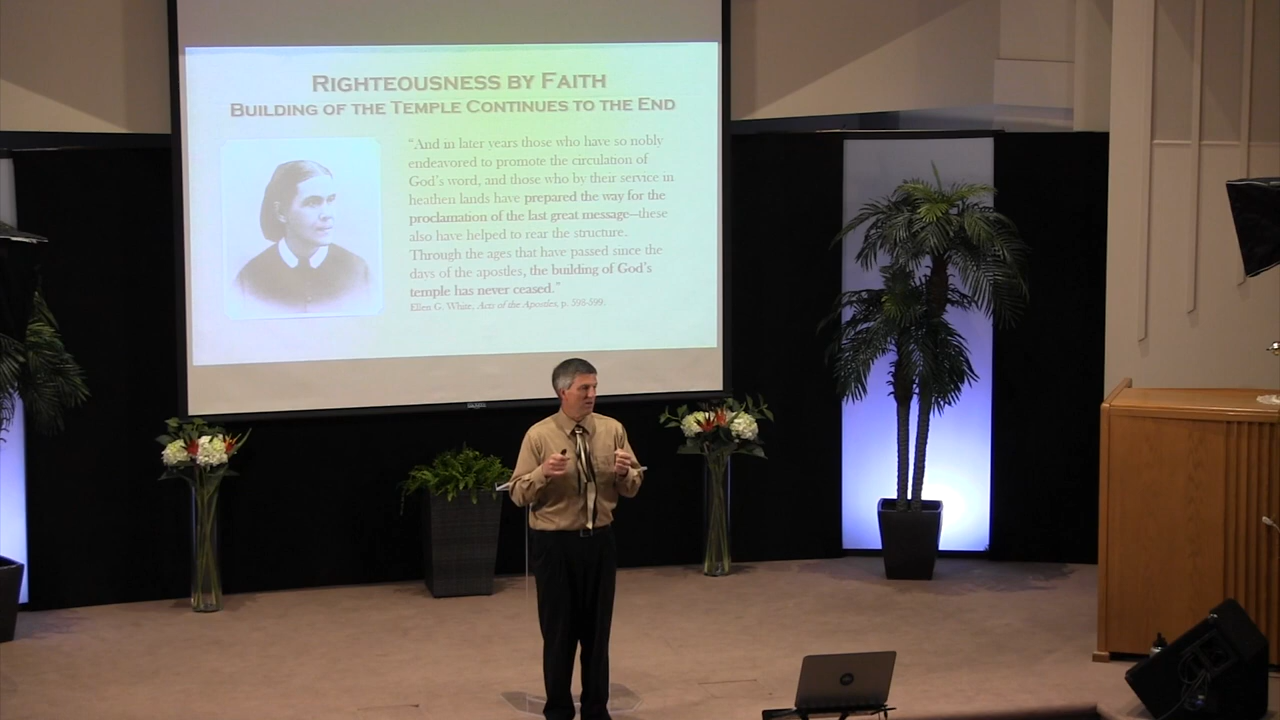 RIGHTEOUSNESS BY FAITH
BUILDING OF THE TEMPLE CONTINUES TO THE END
“And in later years those who have so nobly
endeavored to promote the circulation of
God’s word, and those who by their service in
heathen lands have prepared the way for the
proclamation of the last great message—these
also have helped to rear the structure.
Through the ages that have passed since the
days of the apostles, the building of God’s
temple has never ceased.”
Ellen G. White, Acts of the Apostles, p. 598-599.